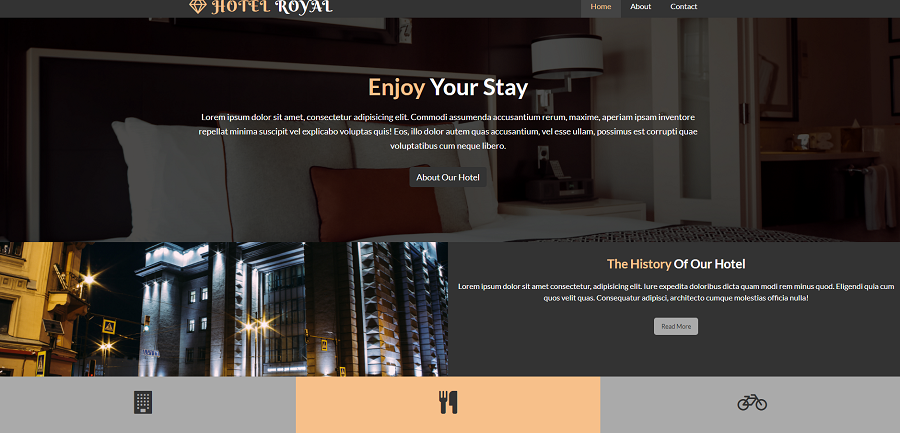 HOTEL ROYAL
Home About Contact
Enjoy Your Stay
Lorem ipsum dolor sit amet, consectetur adipisicing elit. Commodi assumenda accusantium rerum, maxime, aperiam ipsam inventore
repellat minima suscipit vel explicabo voluptas quis! Eos, illo dolor autem quas accusantium, vel esse ullam, possimus est corrupti quae
voluptatibus cum neque libero.
About Our Hotel
The History Of Our Hotel
Lorem ipsum dolor sit amet consectetur, adipisicing elit. Iure expedita doloribus dicta quam modi rem minus quod. Eligendi quia cum
quos velit quas. Consequatur adipisci, architecto cumque molestias officia nulla!
Read More